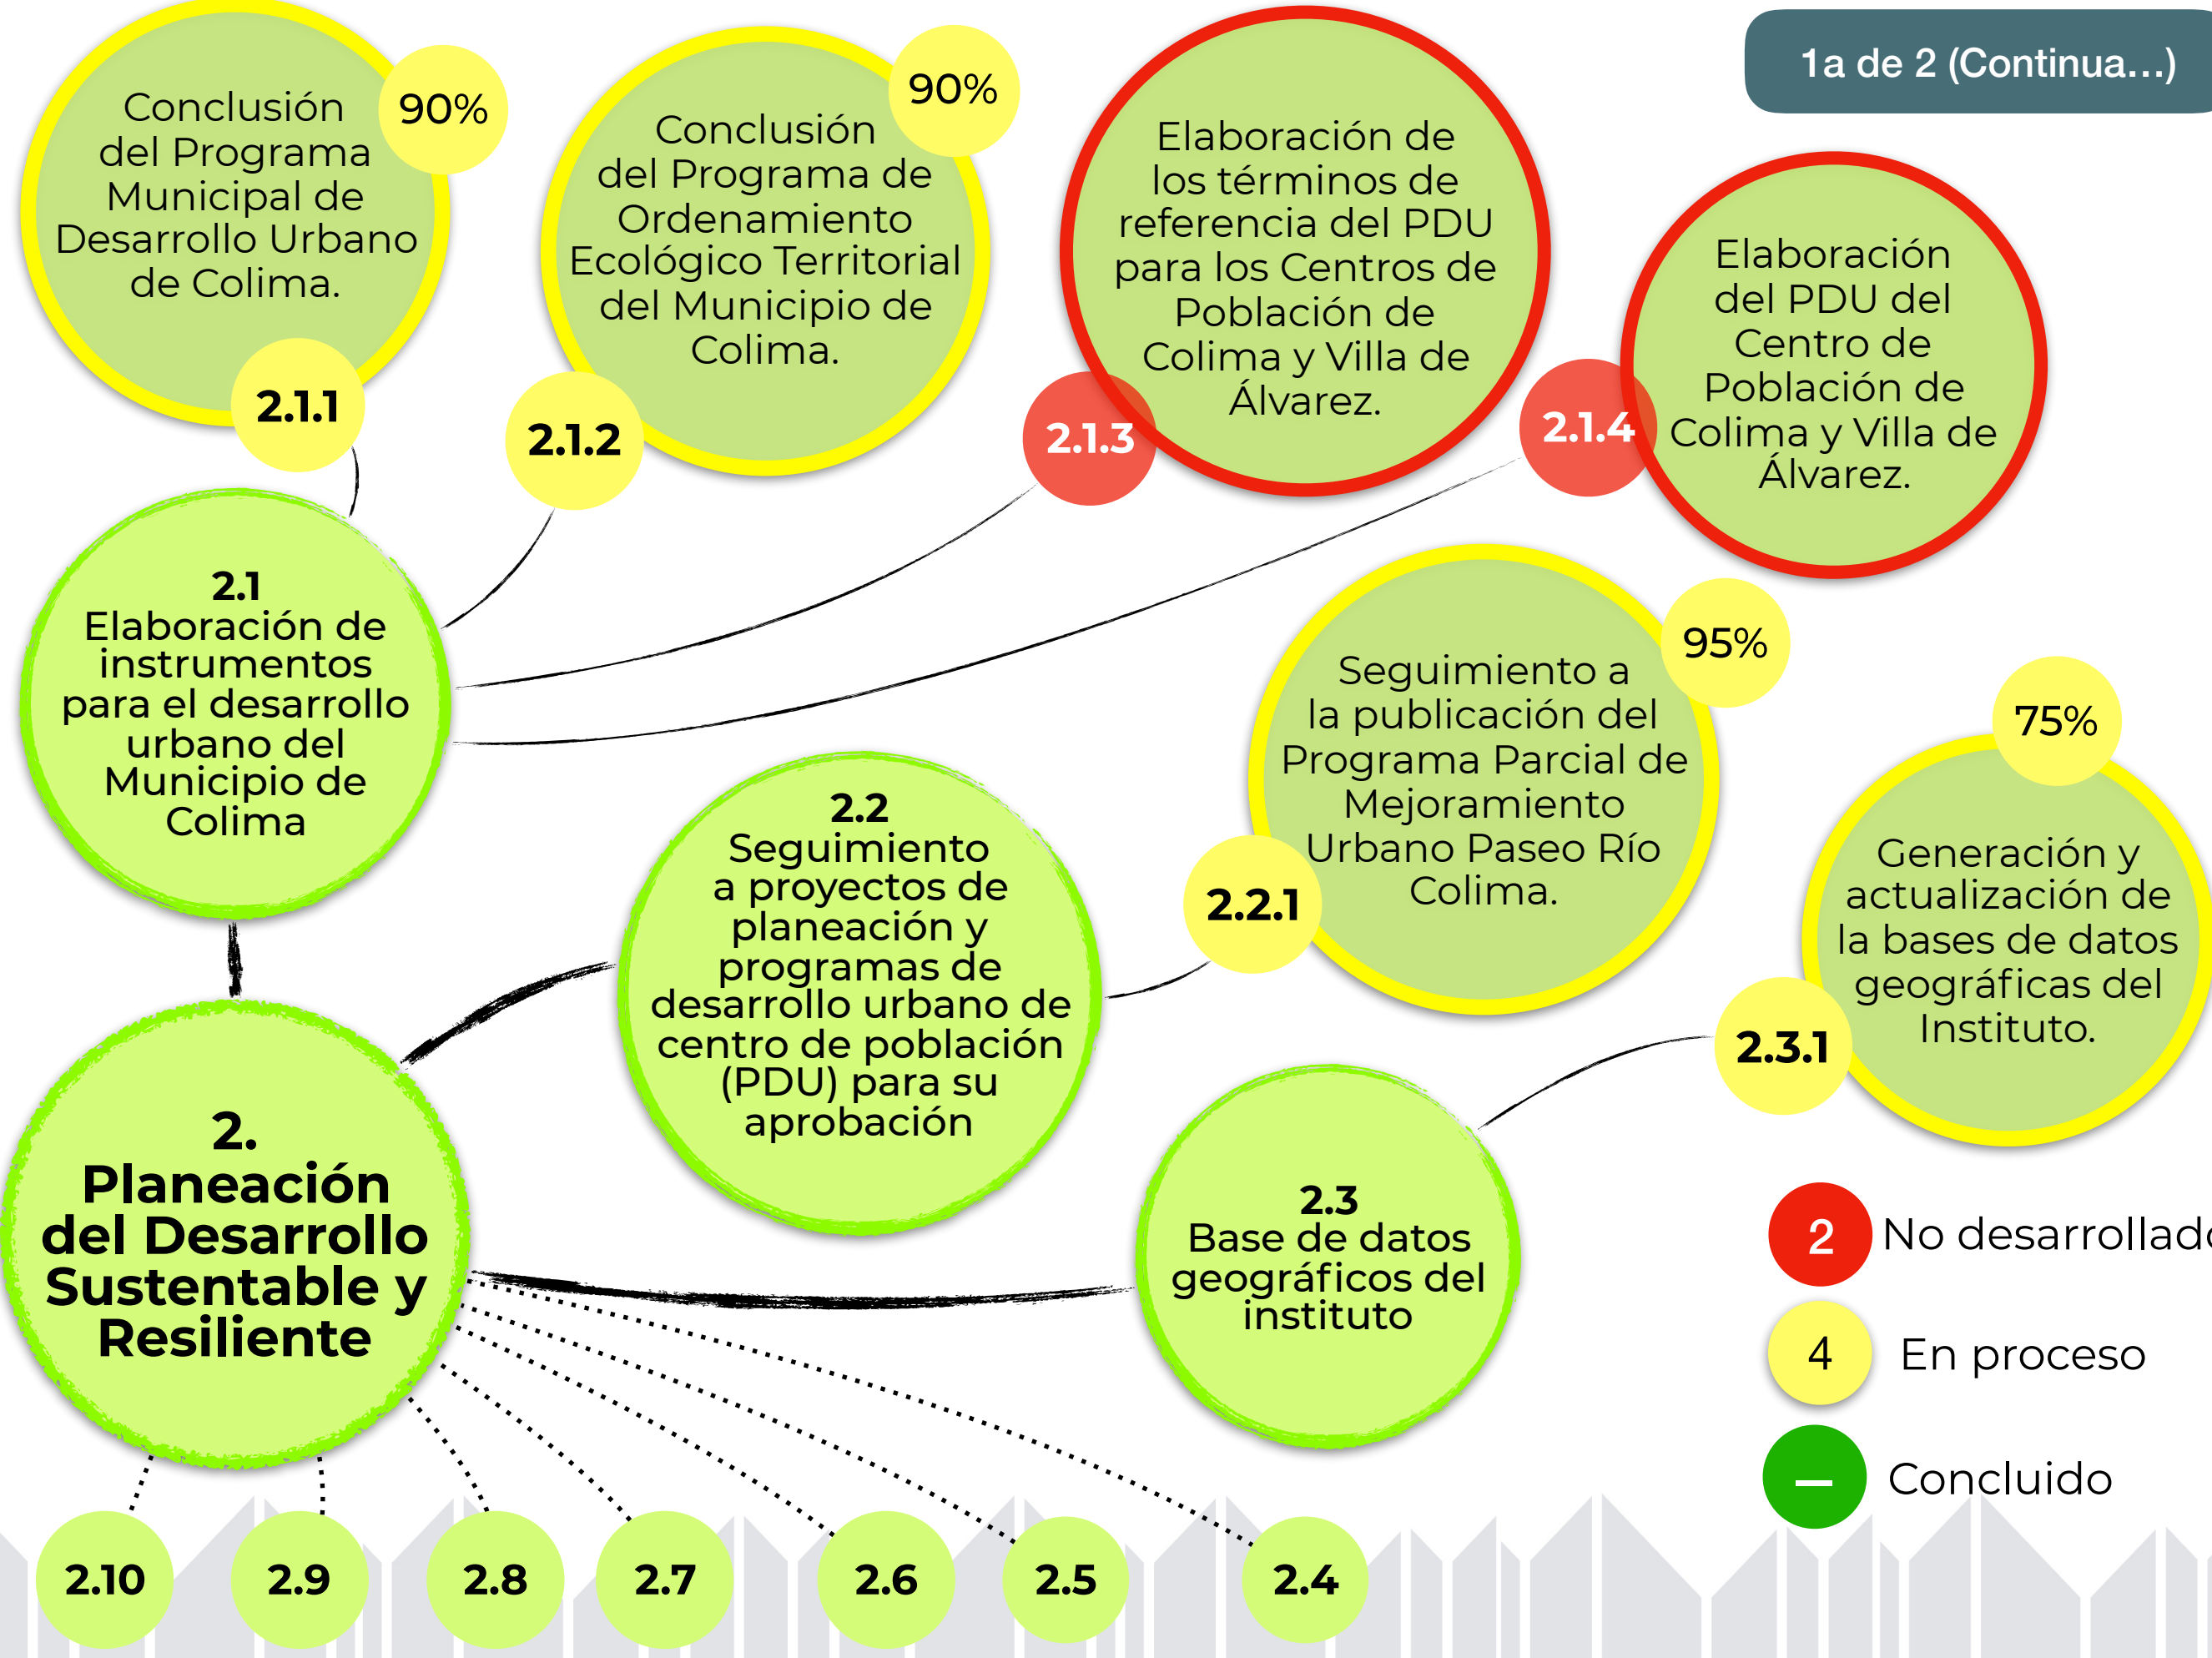 1a de 2 (Continua...)
Conclusión
del Programa
Municipal de
Desarrollo Urbano
de Colima.
90%
2.1.1
Conclusión
del Programa de
Ordenamiento
Ecológico Territorial
del Municipio de
Colima.
90%
2.1.2
Elaboración de
los términos de
referencia del PDU
para los Centros de
Población de
Colima y Villa de
Álvarez.
2.1.3
Elaboración
del PDU del
Centro de
Población de
Colima y Villa de
Álvarez.
2.1.4
2.1
Elaboración de
instrumentos
para el desarrollo
urbano del
Municipio de
Colima
2.2
Seguimiento
a proyectos de
planeación y
programas de
desarrollo urbano de
centro de población
(PDU) para su
aprobación
Seguimiento a
la publicación del
Programa Parcial de
Mejoramiento
Urbano Paseo Río
Colima.
95%
2.2.1
75%
Generación y
actualización de
la bases de datos
geográficas del
Instituto.
2.3.1
2.3
Base de datos
geográficos del
instituto
2.
Planeación
del Desarrollo
Sustentable y
Resiliente
2 No desarrollado
4 En proceso
– Concluido
2.10
2.9
2.8
2.7
2.6
2.5
2.4